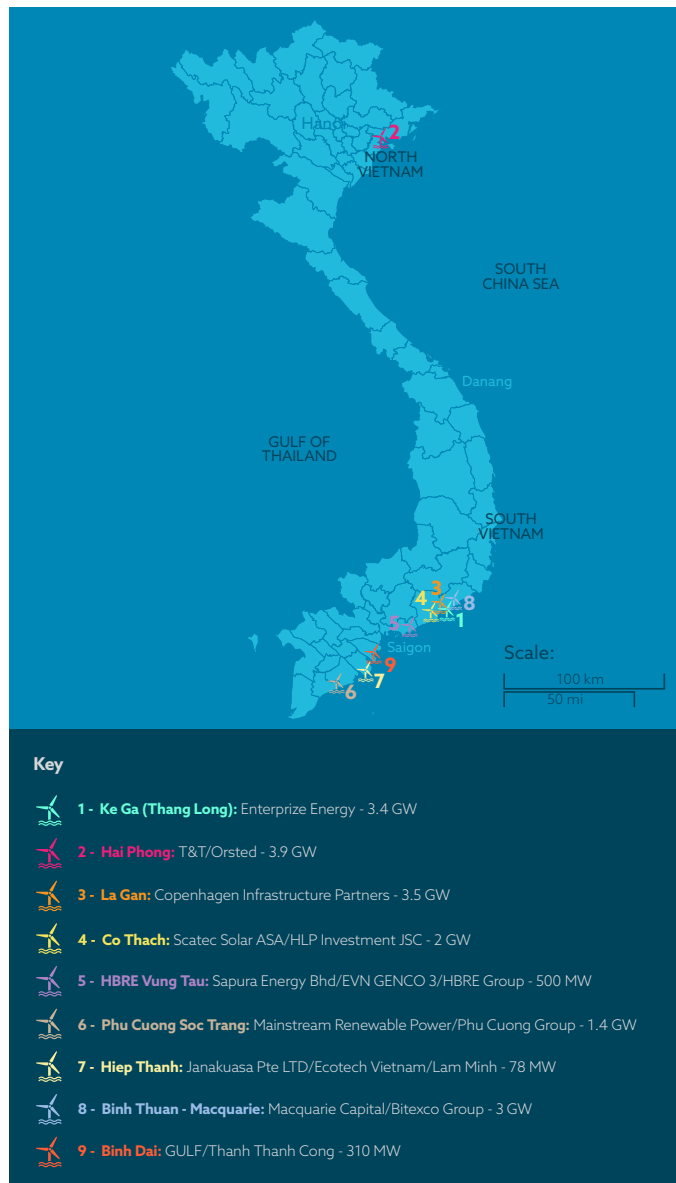 Hanoi
2
NORTH
VIETNAM
SOUTH
CHINA SEA
Danang
GULF OF
THAILAND
SOUTH
VIETNAM
3
4
8
1
5
Saigon
9
7
6
Scale:
100 km
50 mi
Key
1 - Ke Ga (Thang Long): Enterprize Energy - 3.4 GW
2 - Hai Phong: T&T/Orsted - 3.9 GW
3 - La Gan: Copenhagen Infrastructure Partners - 3.5 GW
4 - Co Thach: Scatec Solar ASA/HLP Investment JSC - 2 GW
5 - HBRE Vung Tau: Sapura Energy Bhd/EVN GENCO 3/HBRE Group - 500 MW
6 - Phu Cuong Soc Trang: Mainstream Renewable Power/Phu Cuong Group - 1.4 GW
7 - Hiep Thanh: Janakuasa Pte LTD/Ecotech Vietnam/Lam Minh - 78 MW
8 - Binh Thuan - Macquarie: Macquarie Capital/Bitexco Group - 3 GW
9 - Binh Dai: GULF/Thanh Thanh Cong - 310 MW